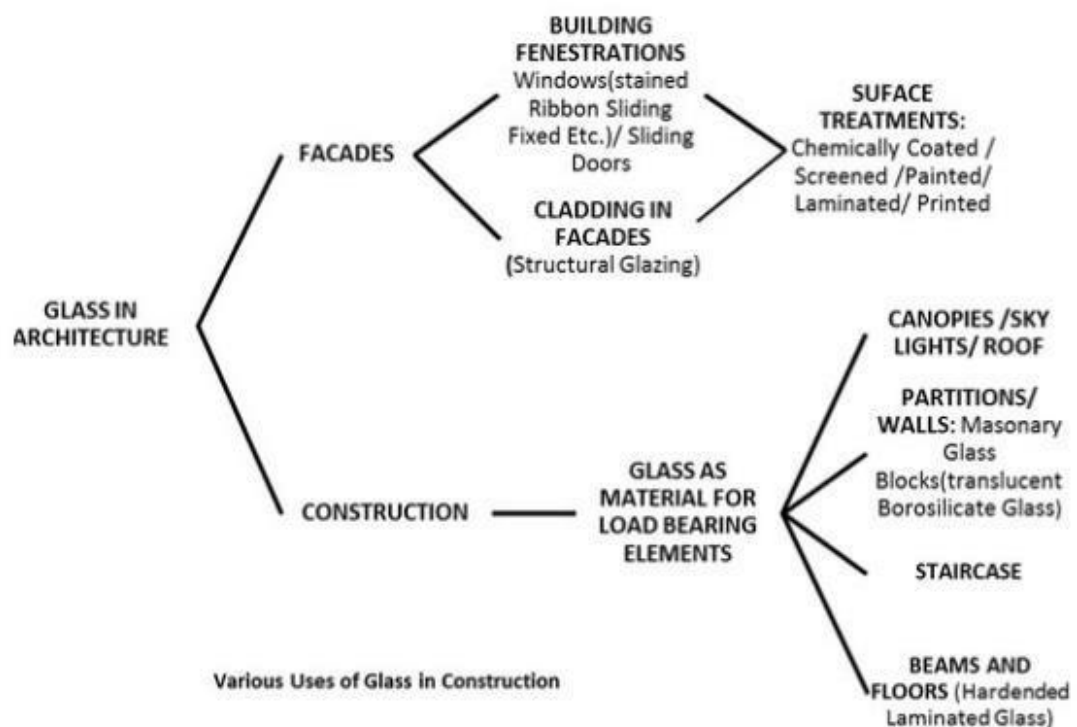 BUILDING
FENESTRATIONS
Windows(stained
Ribbon Sliding
Fixed Etc.)/ Sliding
Doors
SUFACE
TREATMENTS:
Chemically Coated /
Screened /Painted/
Laminated/ Printed
FACADES
CLADDING IN
FACADES
(Structural Glazing)
GLASS IN
ARCHITECTURE
CANOPIES /SKY
LIGHTS/ ROOF
PARTITIONS/
WALLS: Masonary
Glass
Blocks(translucent
Borosilicate Glass)
GLASS AS
MATERIAL FOR
LOAD BEARING
ELEMENTS
CONSTRUCTION
STAIRCASE
BEAMS AND
FLOORS (Hardended
Laminated Glass)
Various Uses of Glass in Construction